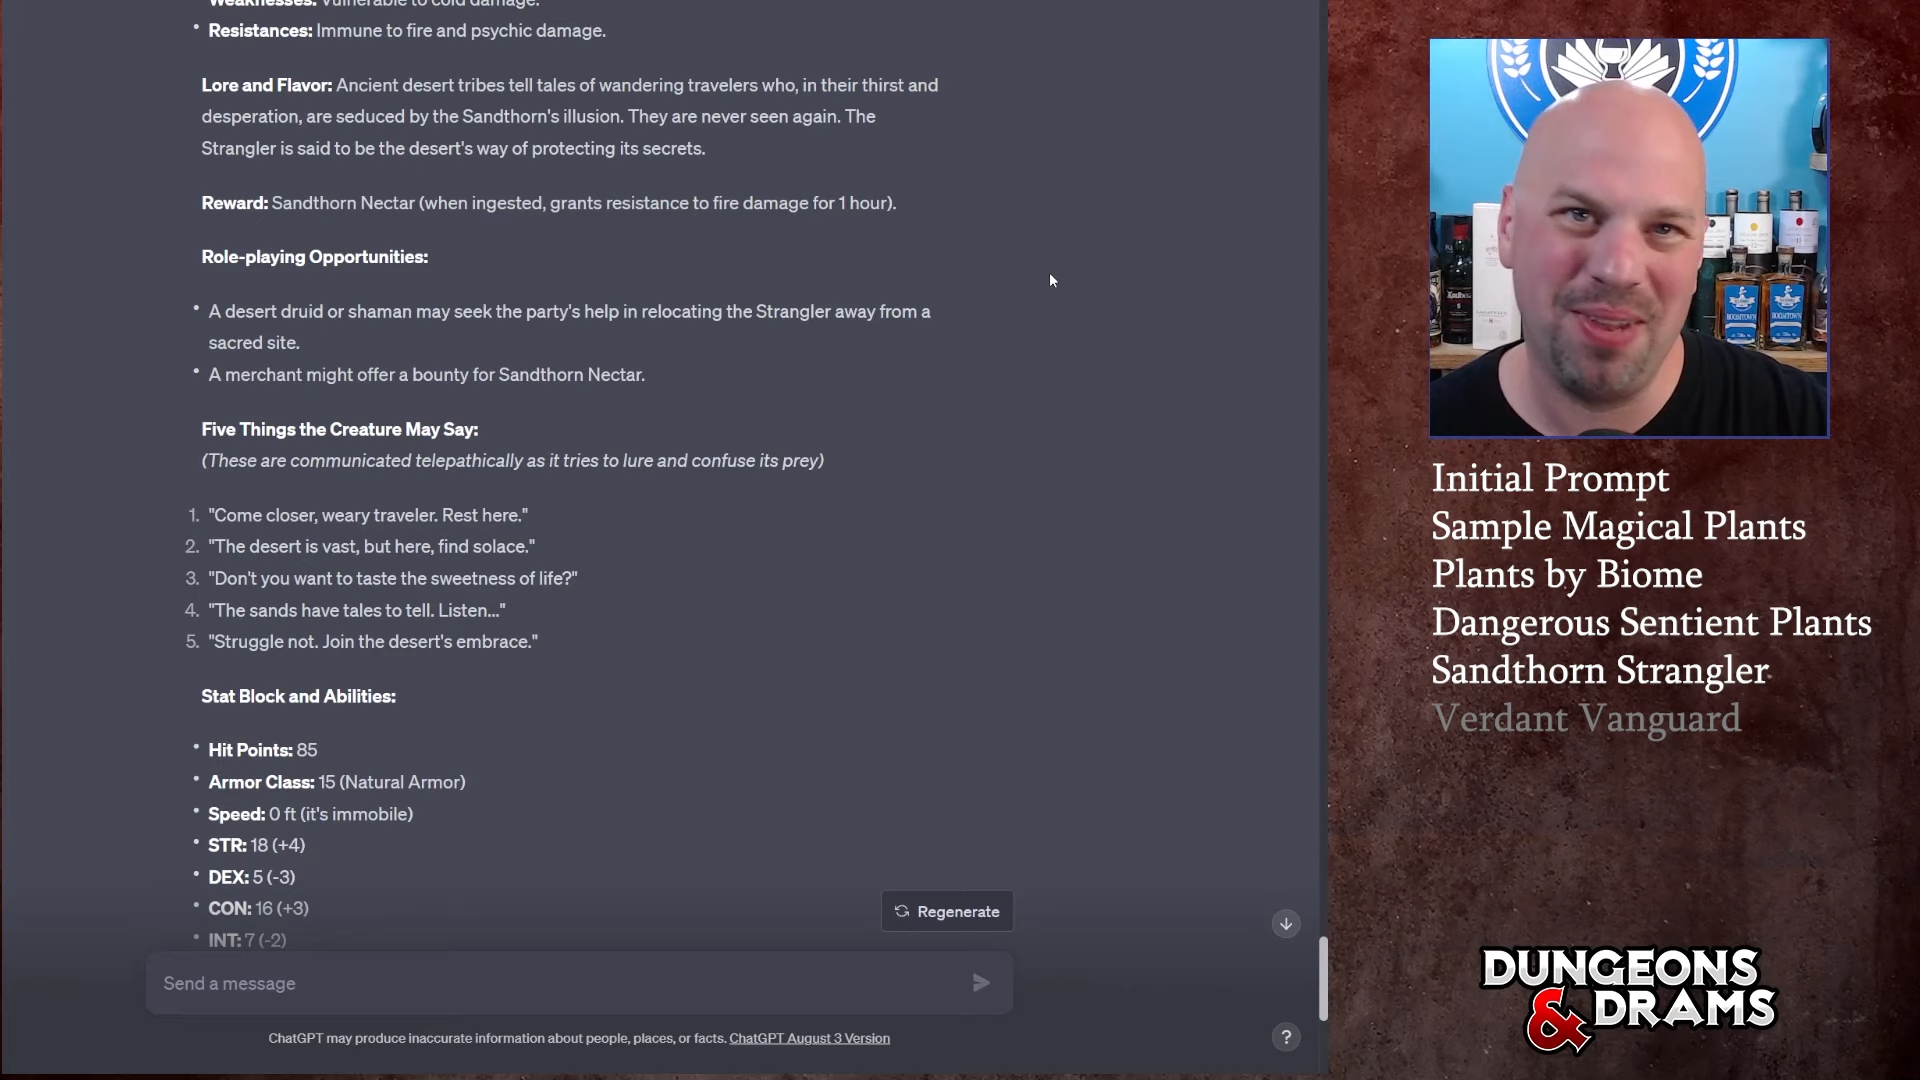 Weaknesses: Vulnerable to cold damage.
Resistances: Immune to fire and psychic damage.
Lore and Flavor: Ancient desert tribes tell tales of wandering travelers who, in their thirst and
desperation, are seduced by the Sandthorn's illusion. They are never seen again. The
Strangler is said to be the desert's way of protecting its secrets.
Reward: Sandthorn Nectar (when ingested, grants resistance to fire damage for 1 hour).
Role-playing Opportunities:
A desert druid or shaman may seek the party's help in relocating the Strangler away from a
sacred site.
A merchant might offer a bounty for Sandthorn Nectar.
Five Things the Creature May Say:
(These are communicated telepathically as it tries to lure and confuse its prey)
1. "Come closer, weary traveler. Rest here."
2. "The desert is vast, but here, find solace."
3. "Don't you want to taste the sweetness of life?"
4. "The sands have tales to tell. Listen..."
5. "Struggle not. Join the desert's embrace."
Stat Block and Abilities:
Hit Points: 85
Armor Class: 15 (Natural Armor)
Speed: 0 ft (it's immobile)
STR: 18 (+4)
DEX: 5 (-3)
CON: 16 (+3)
INT: 7 (-2)
Regenerate
Send a message
ChatGPT may produce inaccurate information about people, places, or facts. ChatGPT August 3 Version
?
Initial Prompt
Sample Magical Plants
Plants by Biome
Dangerous Sentient Plants
Sandthorn Strangler
Verdant Vanguard
BOOMTOWN
BOOMTOWN
DUNGEONS
& DRAMS